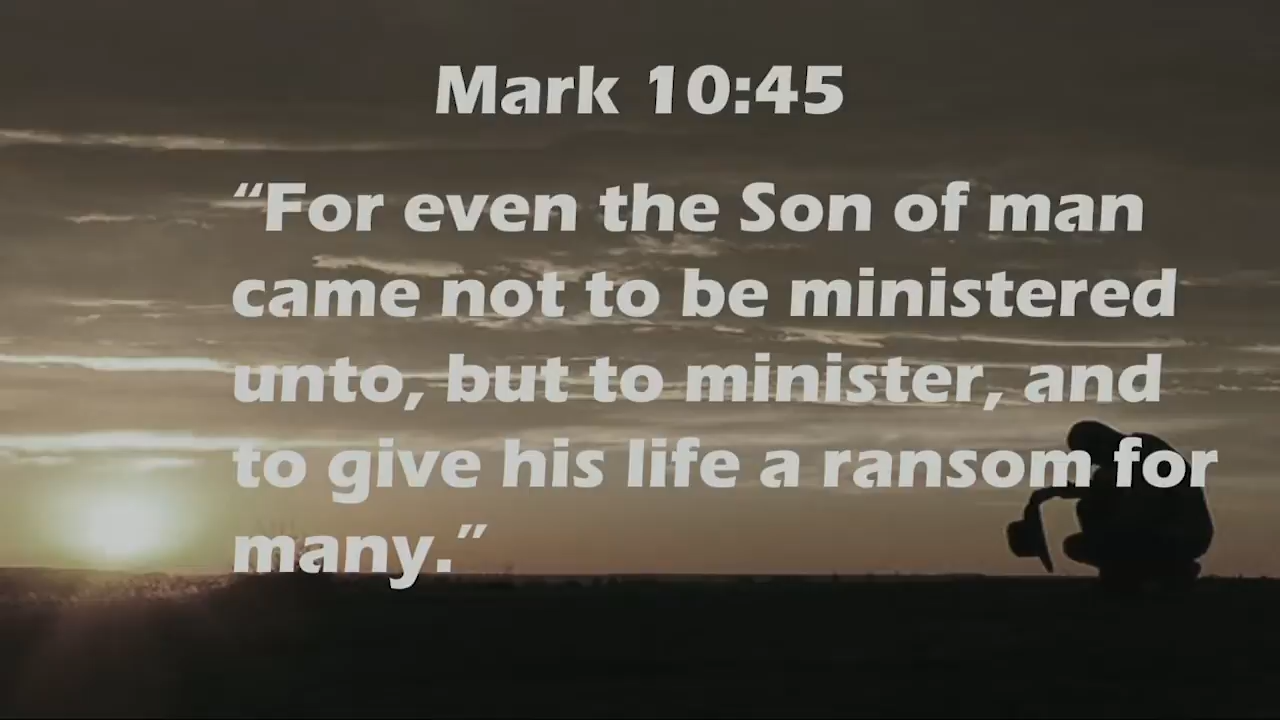 Mark 10:45
“For even the Son of man
came not to be ministered
unto, but to minister, and
to give his life a ransom for
many.”